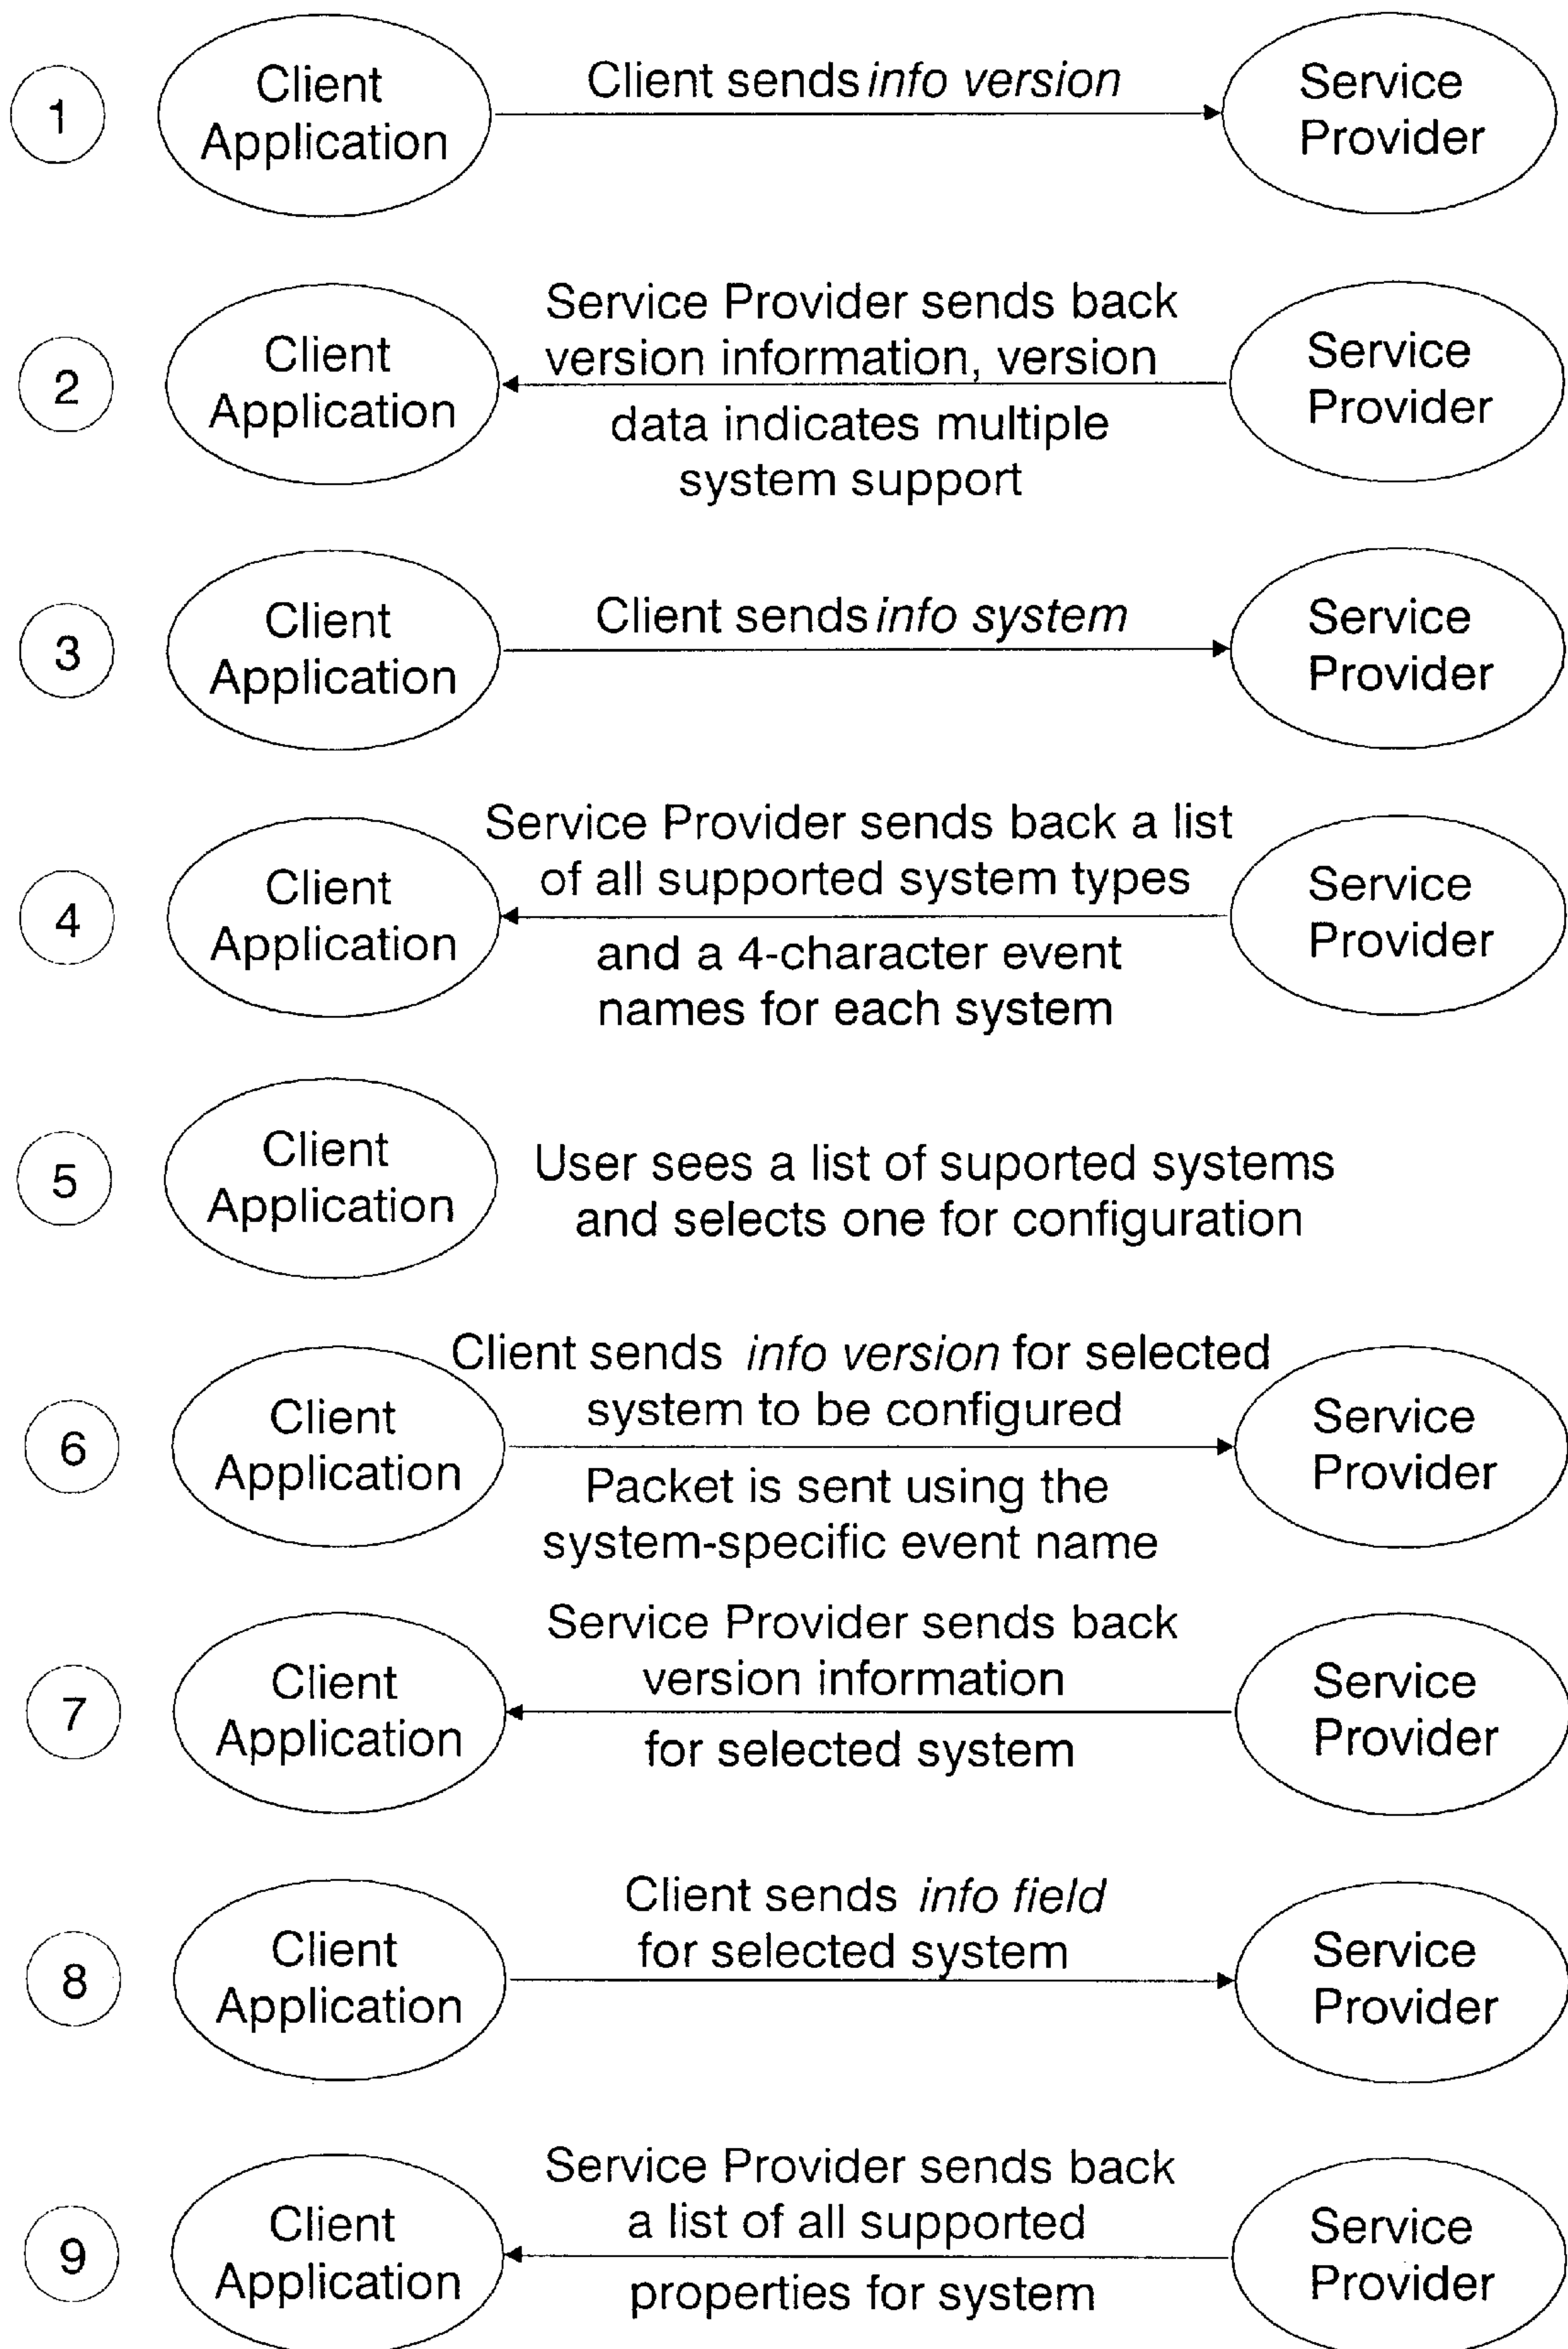 1
Client
Application
Client sends info version
Service
Provider
2
Client
Application
Service Provider sends back
version information, version
data indicates multiple
system support
Service
Provider
3
Client
Application
Client sends info system
Service
Provider
4
Client
Application
Service Provider sends back a list
of all supported system types
and a 4-character event
names for each system
Service
Provider
5
Client
Application
User sees a list of suported systems
and selects one for configuration
6
Client
Application
Client sends info version for selected
system to be configured
Packet is sent using the
system-specific event name
Service
Provider
7
Client
Application
Service Provider sends back
version information
for selected system
Service
Provider
8
Client
Application
Client sends info field
for selected system
Service
Provider
9
Client
Application
Service Provider sends back
a list of all supported
properties for system
Service
Provider